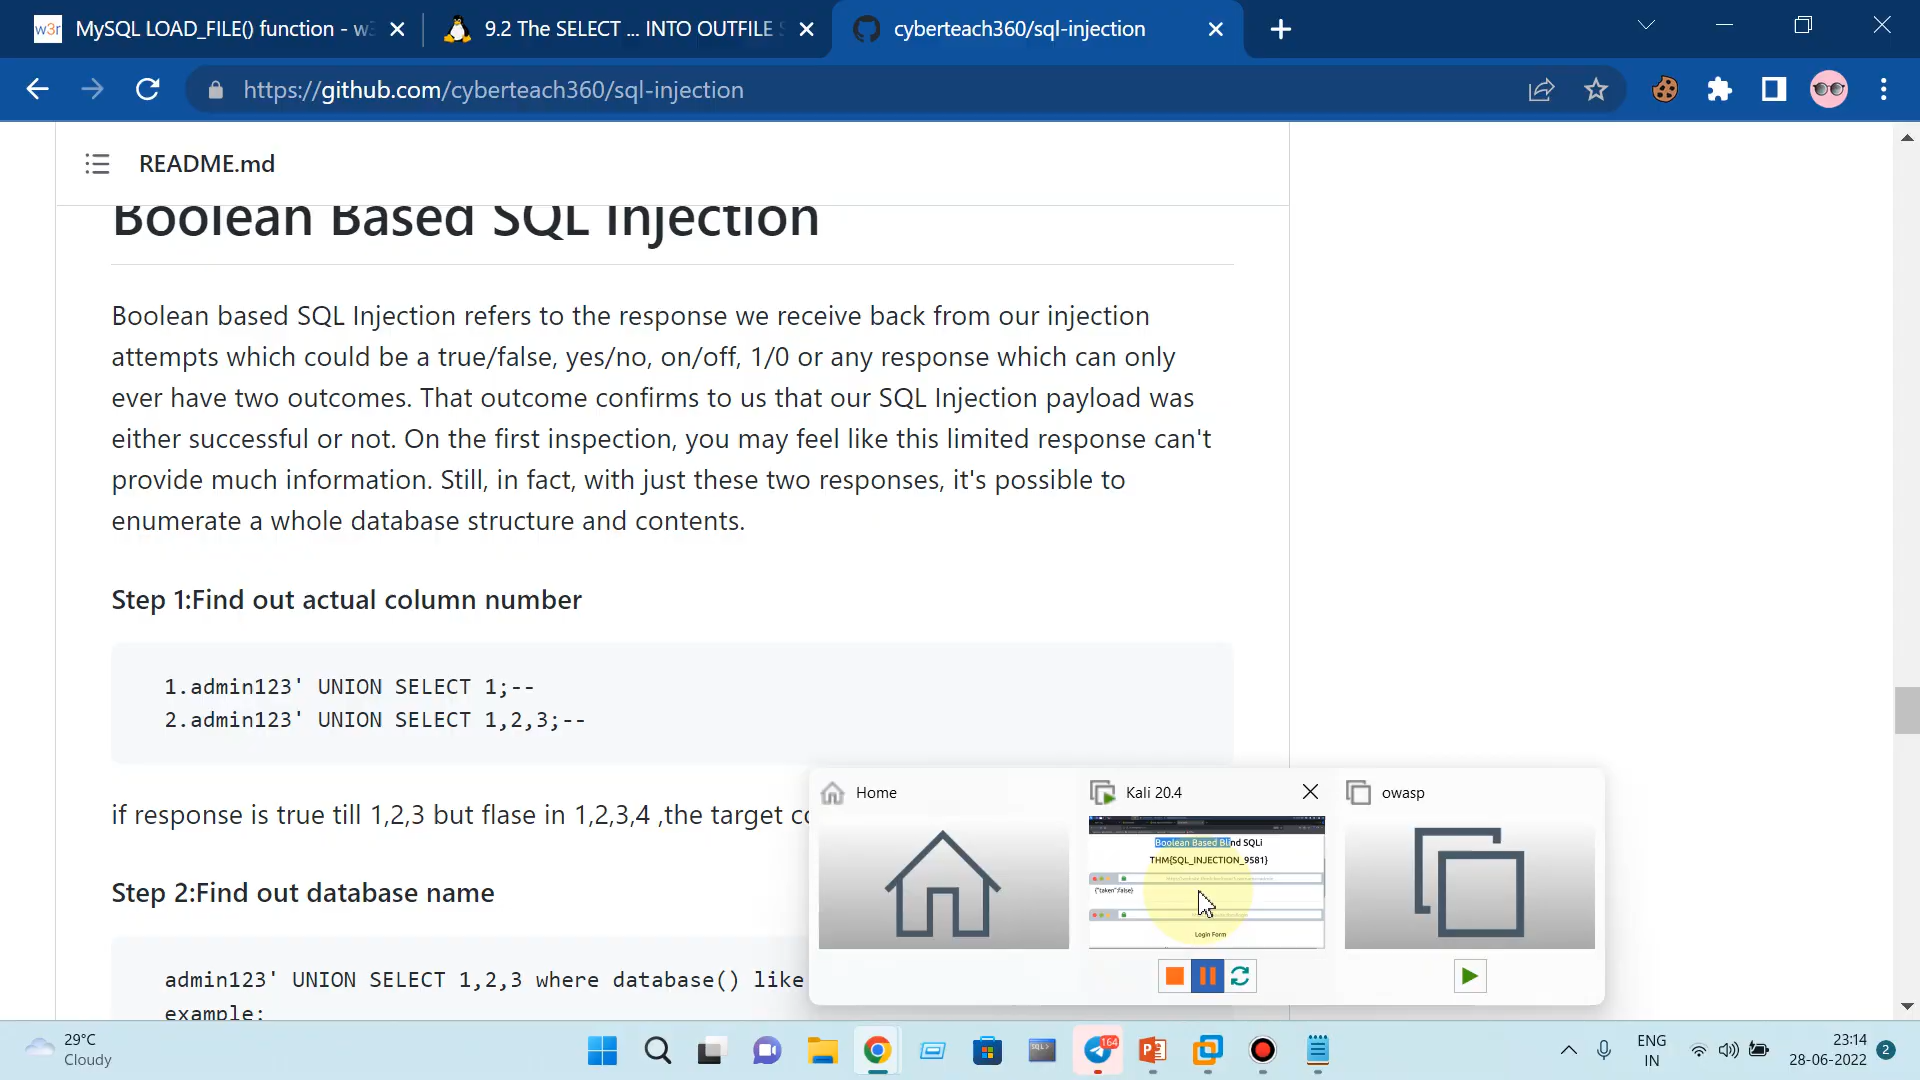 MySQL LOAD_FILE() function - w3
9.2 The SELECT ... INTO OUTFILE S
cyberteach360/sql-injection
https://github.com/cyberteach360/sql-injection
README.md
Boolean Based SQL Injection
Boolean based SQL Injection refers to the response we receive back from our injection
attempts which could be a true/false, yes/no, on/off, 1/0 or any response which can only
ever have two outcomes. That outcome confirms to us that our SQL Injection payload was
either successful or not. On the first inspection, you may feel like this limited response can't
provide much information. Still, in fact, with just these two responses, it's possible to
enumerate a whole database structure and contents.
Step 1:Find out actual column number
1.admin123' UNION SELECT 1;--
2.admin123' UNION SELECT 1,2,3;--
if response is true till 1,2,3 but flase in 1,2,3,4 ,the target co
Step 2:Find out database name
admin123' UNION SELECT 1,2,3 where database() like
example:
Home
Kali 20.4
owasp
Boolean Based Blind SQLi
THM{SQL_INJECTION_9581}
{"taken":false}
Login Form
29°C
Cloudy
w3r
SQL>
164
ENG
IN
23:14
28-06-2022
2